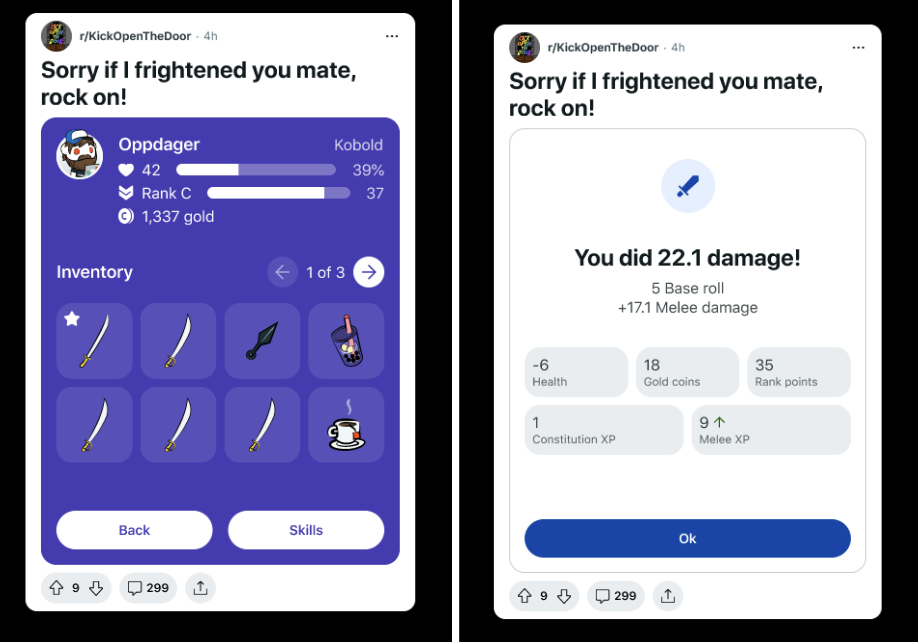 r/KickOpenTheDoor · 4h
Sorry if I frightened you mate,
rock on!
Oppdager Kobold
42 39%
Rank C 37
1,337 gold
Inventory 1 of 3
Back Skills
9 299
r/KickOpenTheDoor · 4h
Sorry if I frightened you mate,
rock on!
You did 22.1 damage!
5 Base roll
+17.1 Melee damage
-6 18 35
Health Gold coins Rank points
1 9
Constitution XP Melee XP
Ok
9 299